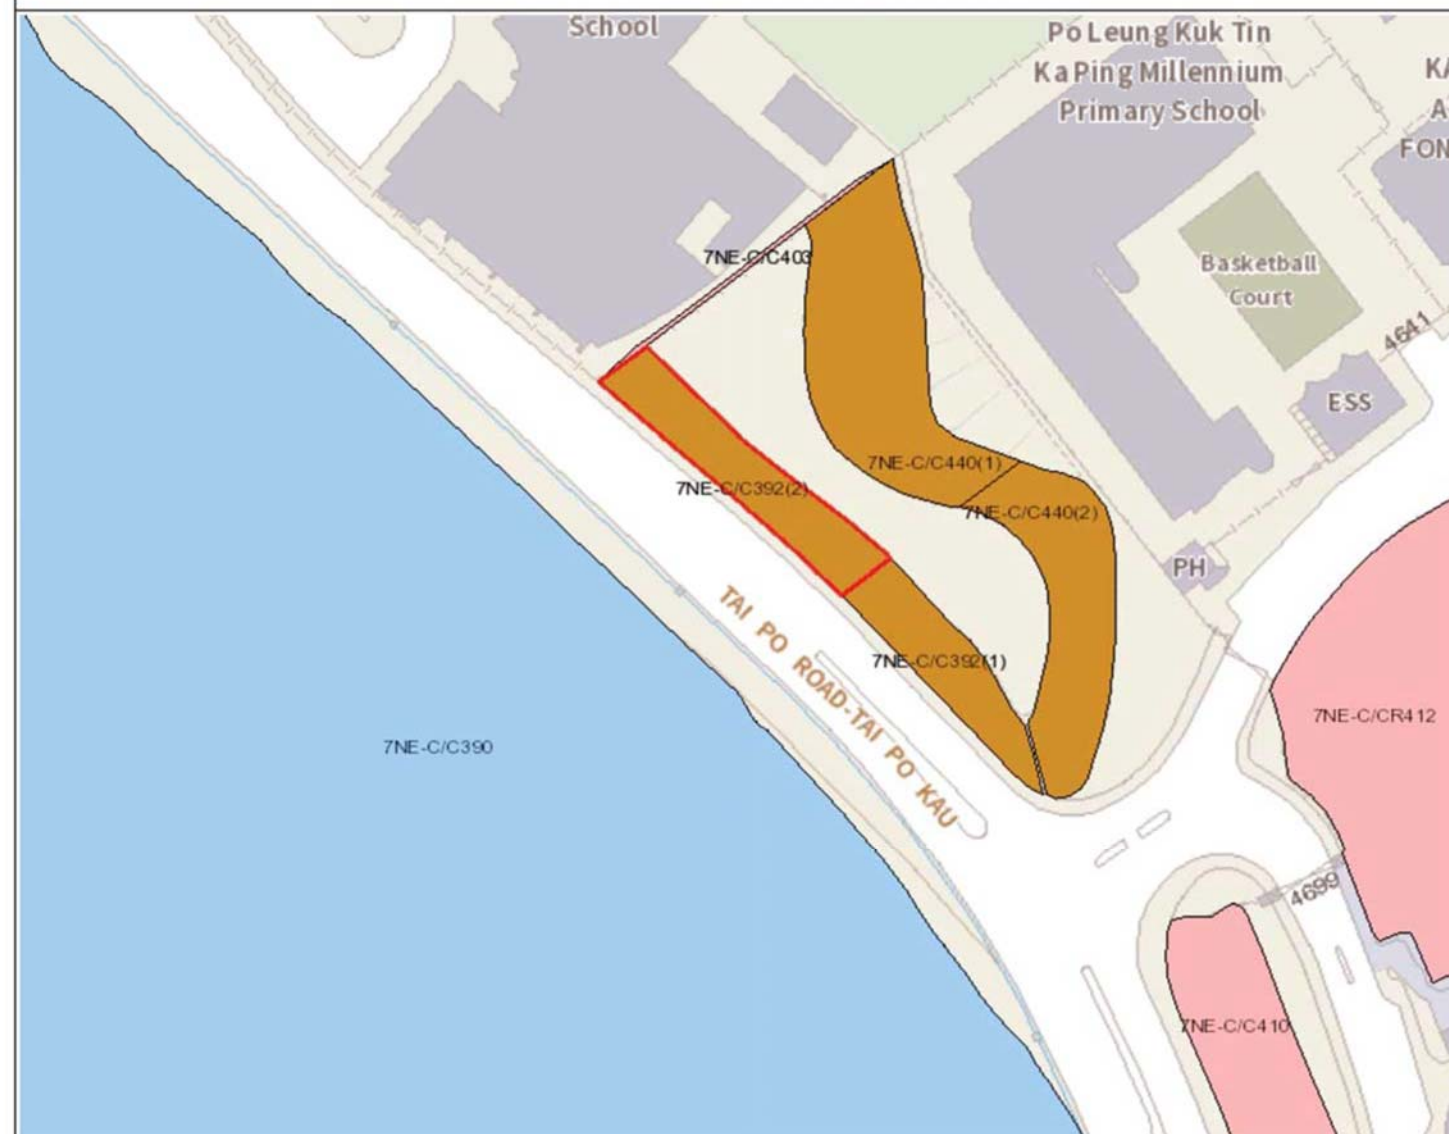 School
Po Leung Kuk Tin
Ka Ping Millennium
Primary School
KA
A
FON
7NE-C/C403
Basketball
Court
4641
ESS
7NE-C/C440(1)
7NE-C/C392(2)
7NE-C/C440(2)
PH
TAI PO ROAD-TAI PO KAU
7NE-C/C392(1)
7NE-C/CR412
7NE-C/C390
4699
7NE-C/C410